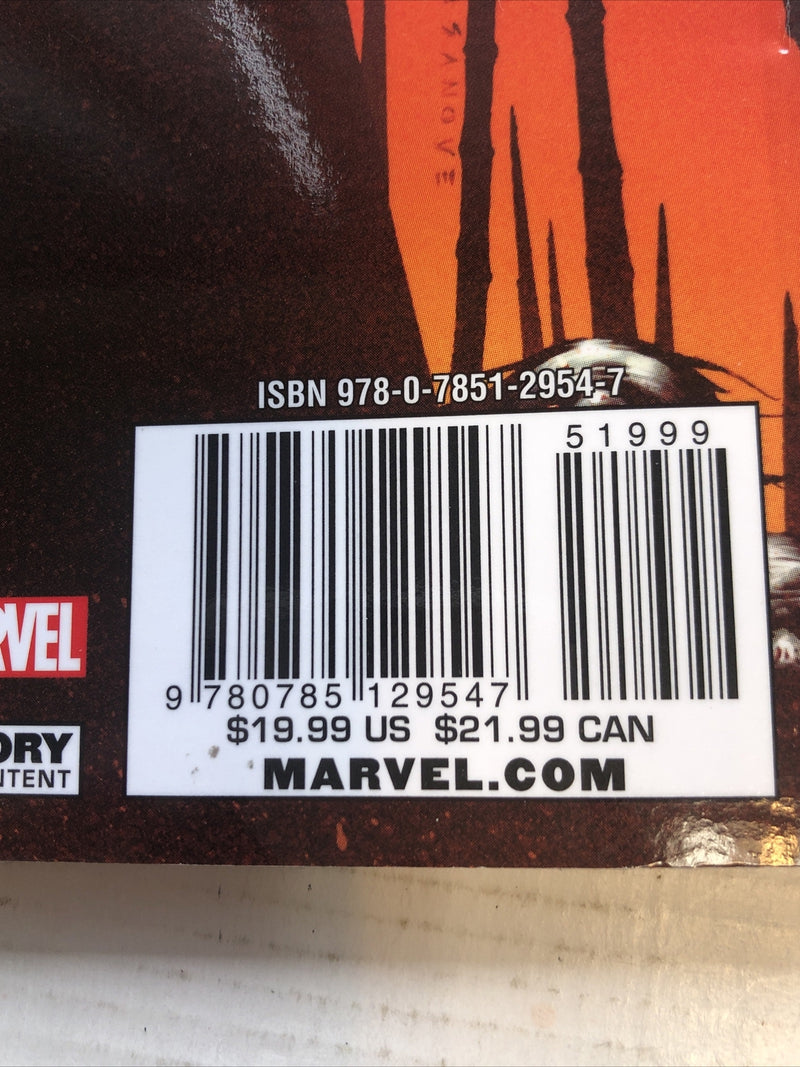 SANOVE
ISBN 978-0-7851-2954-7
51999
9 780785 129547
$19.99 US $21.99 CAN
MARVEL.COM
RVEL
ORY
NTENT